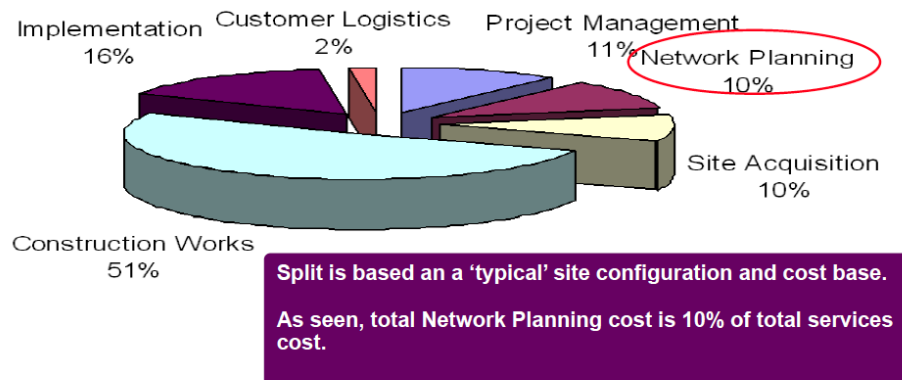 Customer Logistics
2%
Project Management
11%
Implementation
16%
Network Planning
10%
Site Acquisition
10%
Construction Works
51%
Split is based an a ‘typical’ site configuration and cost base.
As seen, total Network Planning cost is 10% of total services
cost.